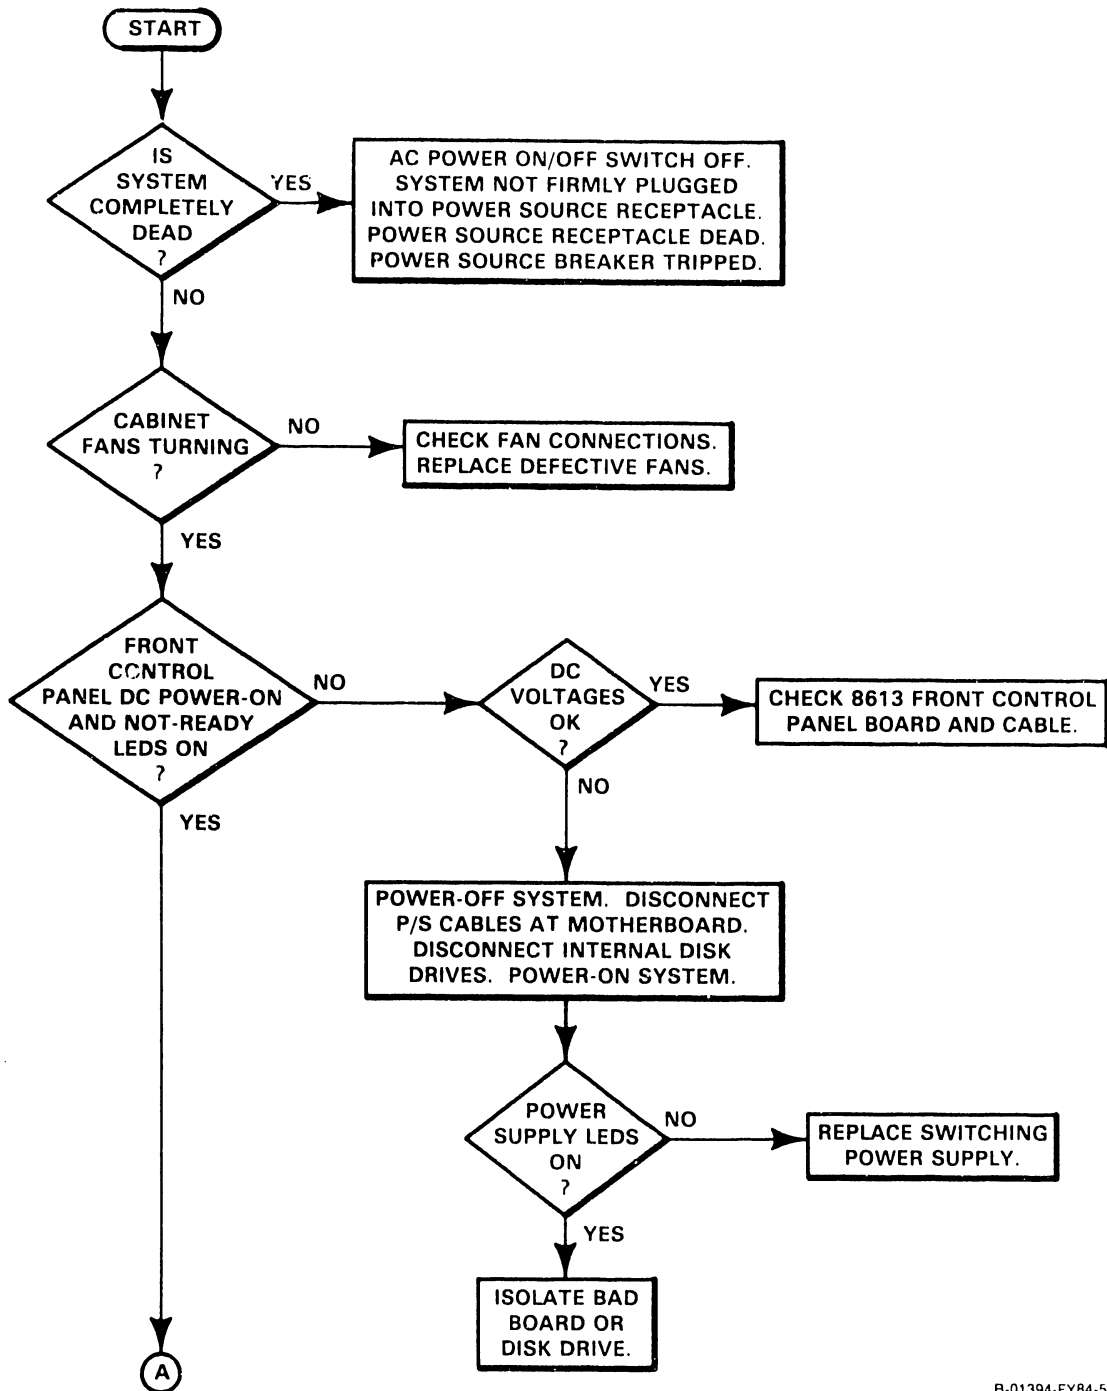 START
IS
SYSTEM
COMPLETELY
DEAD
?
YES
AC POWER ON/OFF SWITCH OFF.
SYSTEM NOT FIRMLY PLUGGED
INTO POWER SOURCE RECEPTACLE.
POWER SOURCE RECEPTACLE DEAD.
POWER SOURCE BREAKER TRIPPED.
NO
CABINET
FANS TURNING
?
NO
CHECK FAN CONNECTIONS.
REPLACE DEFECTIVE FANS.
YES
FRONT
CONTROL
PANEL DC POWER-ON
AND NOT-READY
LEDS ON
?
NO
DC
VOLTAGES
OK
?
YES
CHECK 8613 FRONT CONTROL
PANEL BOARD AND CABLE.
NO
YES
POWER-OFF SYSTEM. DISCONNECT
P/S CABLES AT MOTHERBOARD.
DISCONNECT INTERNAL DISK
DRIVES. POWER-ON SYSTEM.
POWER
SUPPLY LEDS
ON
?
NO
REPLACE SWITCHING
POWER SUPPLY.
YES
ISOLATE BAD
BOARD OR
DISK DRIVE.
A
B-01394-FY84-5